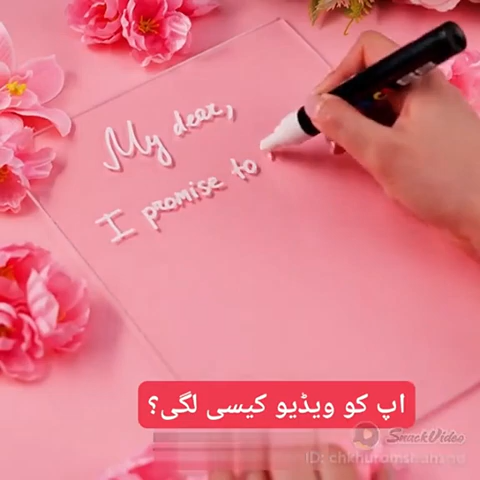 My dear,
I promise to
اپ کو ویڈیو کیسی لگی؟
SnackVideo